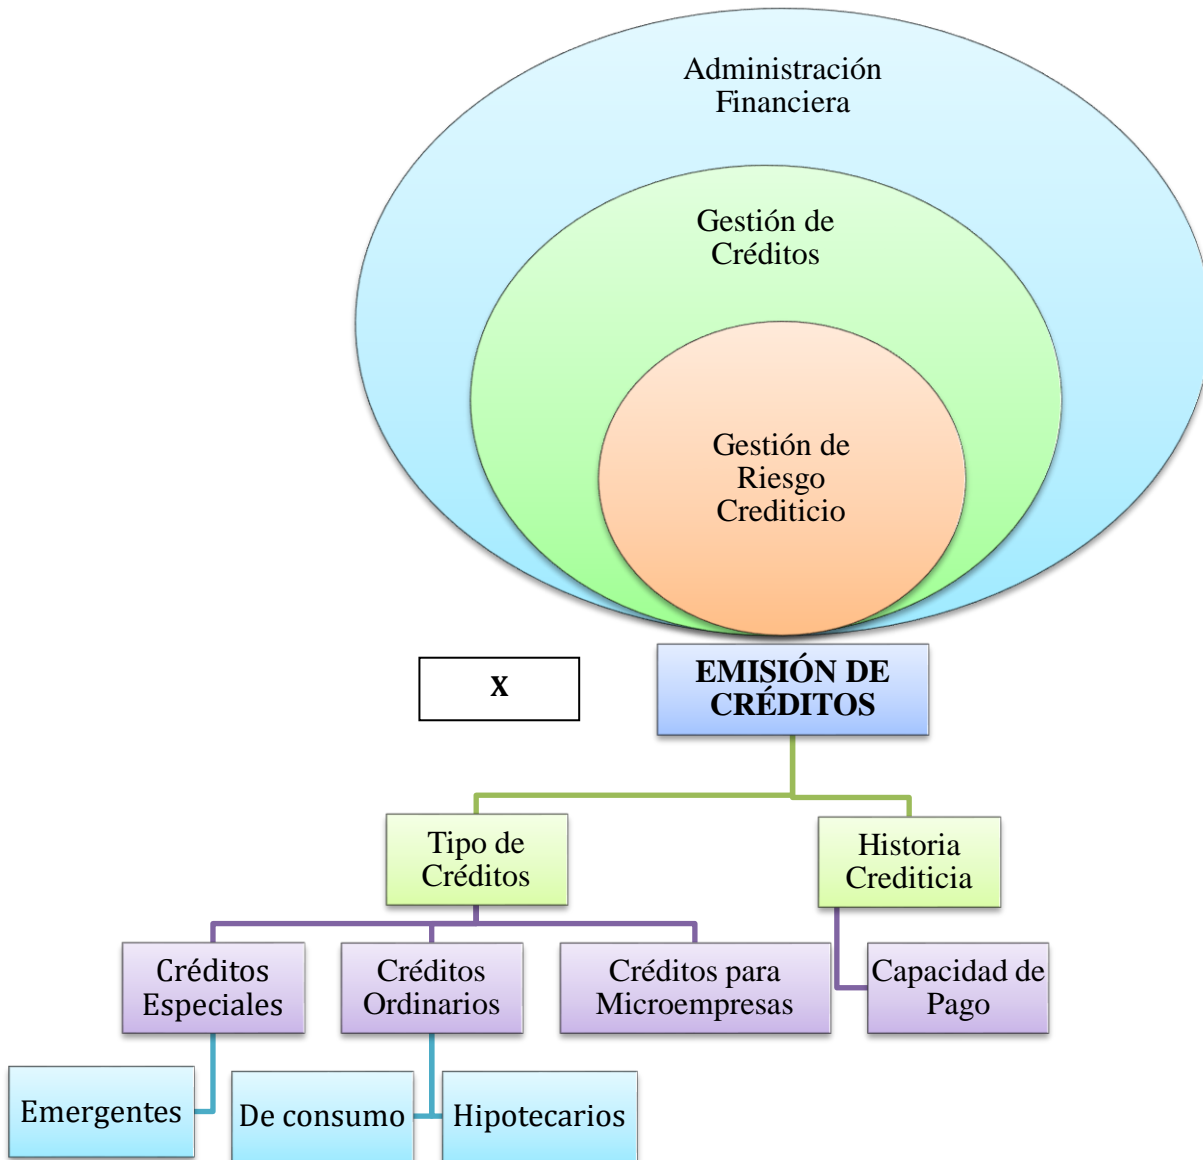 Administración
Financiera
Gestión de
Créditos
Gestión de
Riesgo
Crediticio
X
EMISIÓN DE
CRÉDITOS
Tipo de
Créditos
Historia
Crediticia
Créditos
Especiales
Créditos
Ordinarios
Créditos para
Microempresas
Capacidad de
Pago
Emergentes
De consumo
Hipotecarios